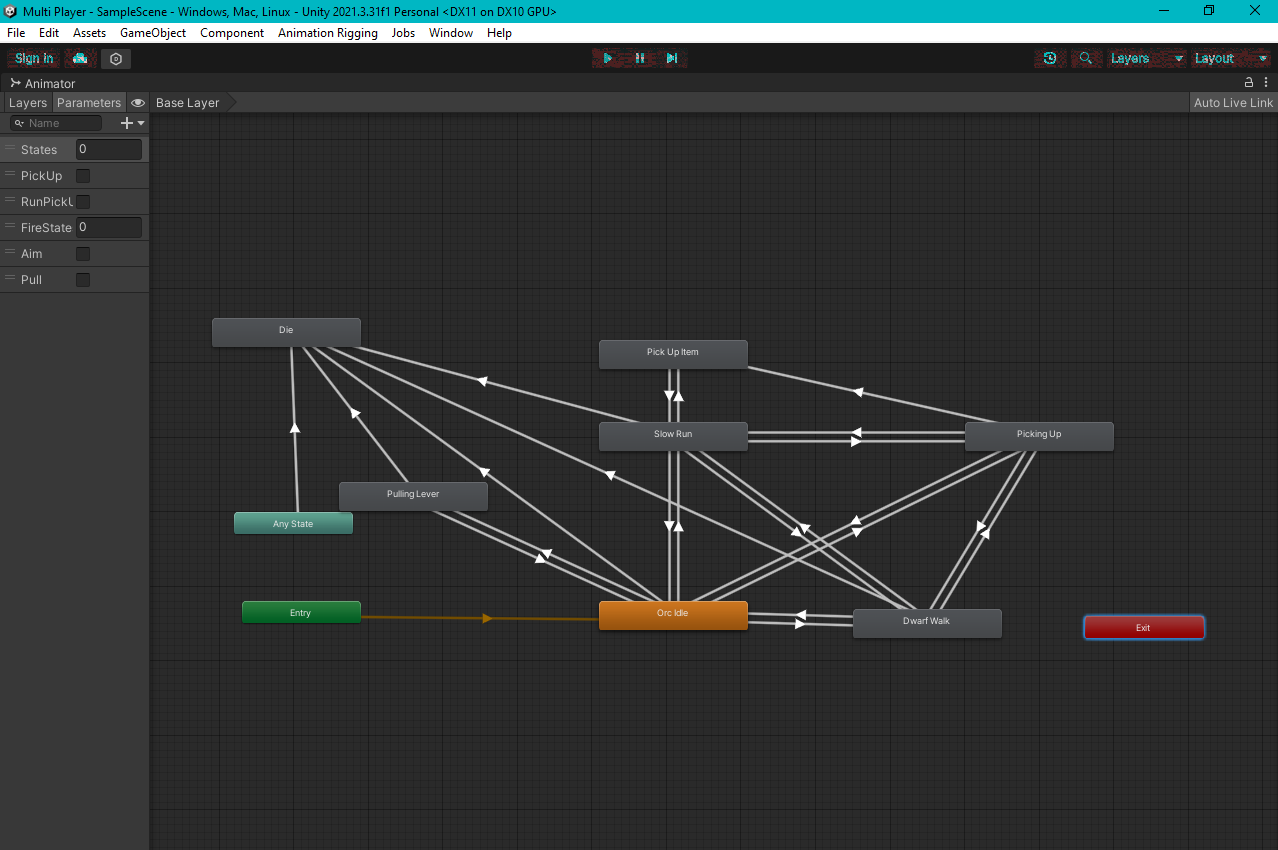 Multi Player - SampleScene - Windows, Mac, Linux - Unity 2021.3.31f1 Personal <DX11 on DX10 GPU>
File Edit Assets GameObject Component Animation Rigging Jobs Window Help
Sign in Layers Layout
Animator
Layers Parameters Base Layer Auto Live Link
Name
States 0
PickUp
RunPickU
FireState 0
Aim
Pull
Die
Pick Up Item
Slow Run
Picking Up
Pulling Lever
Any State
Entry
Orc Idle
Dwarf Walk
Exit